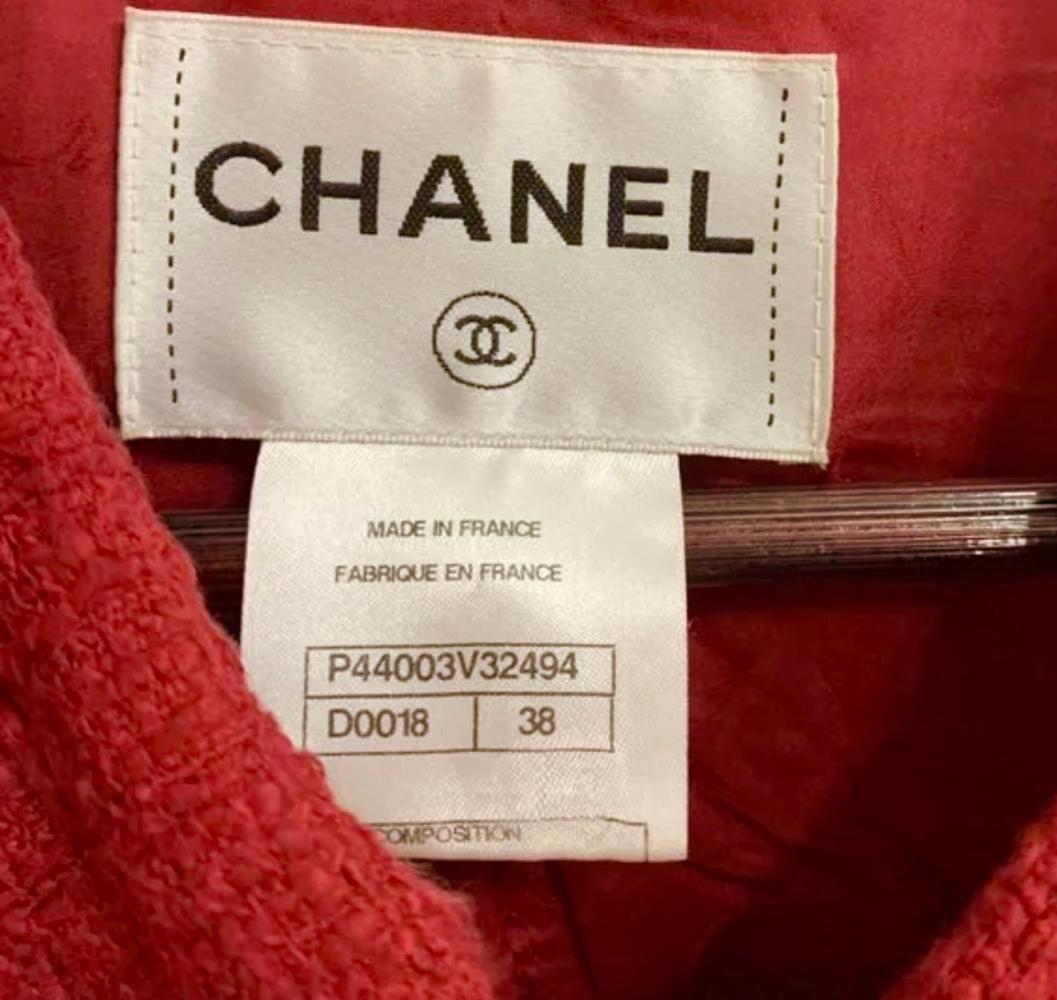 CHANEL
MADE IN FRANCE
FABRIQUE EN FRANCE
P44003V32494
D0018 38
COMPOSITION